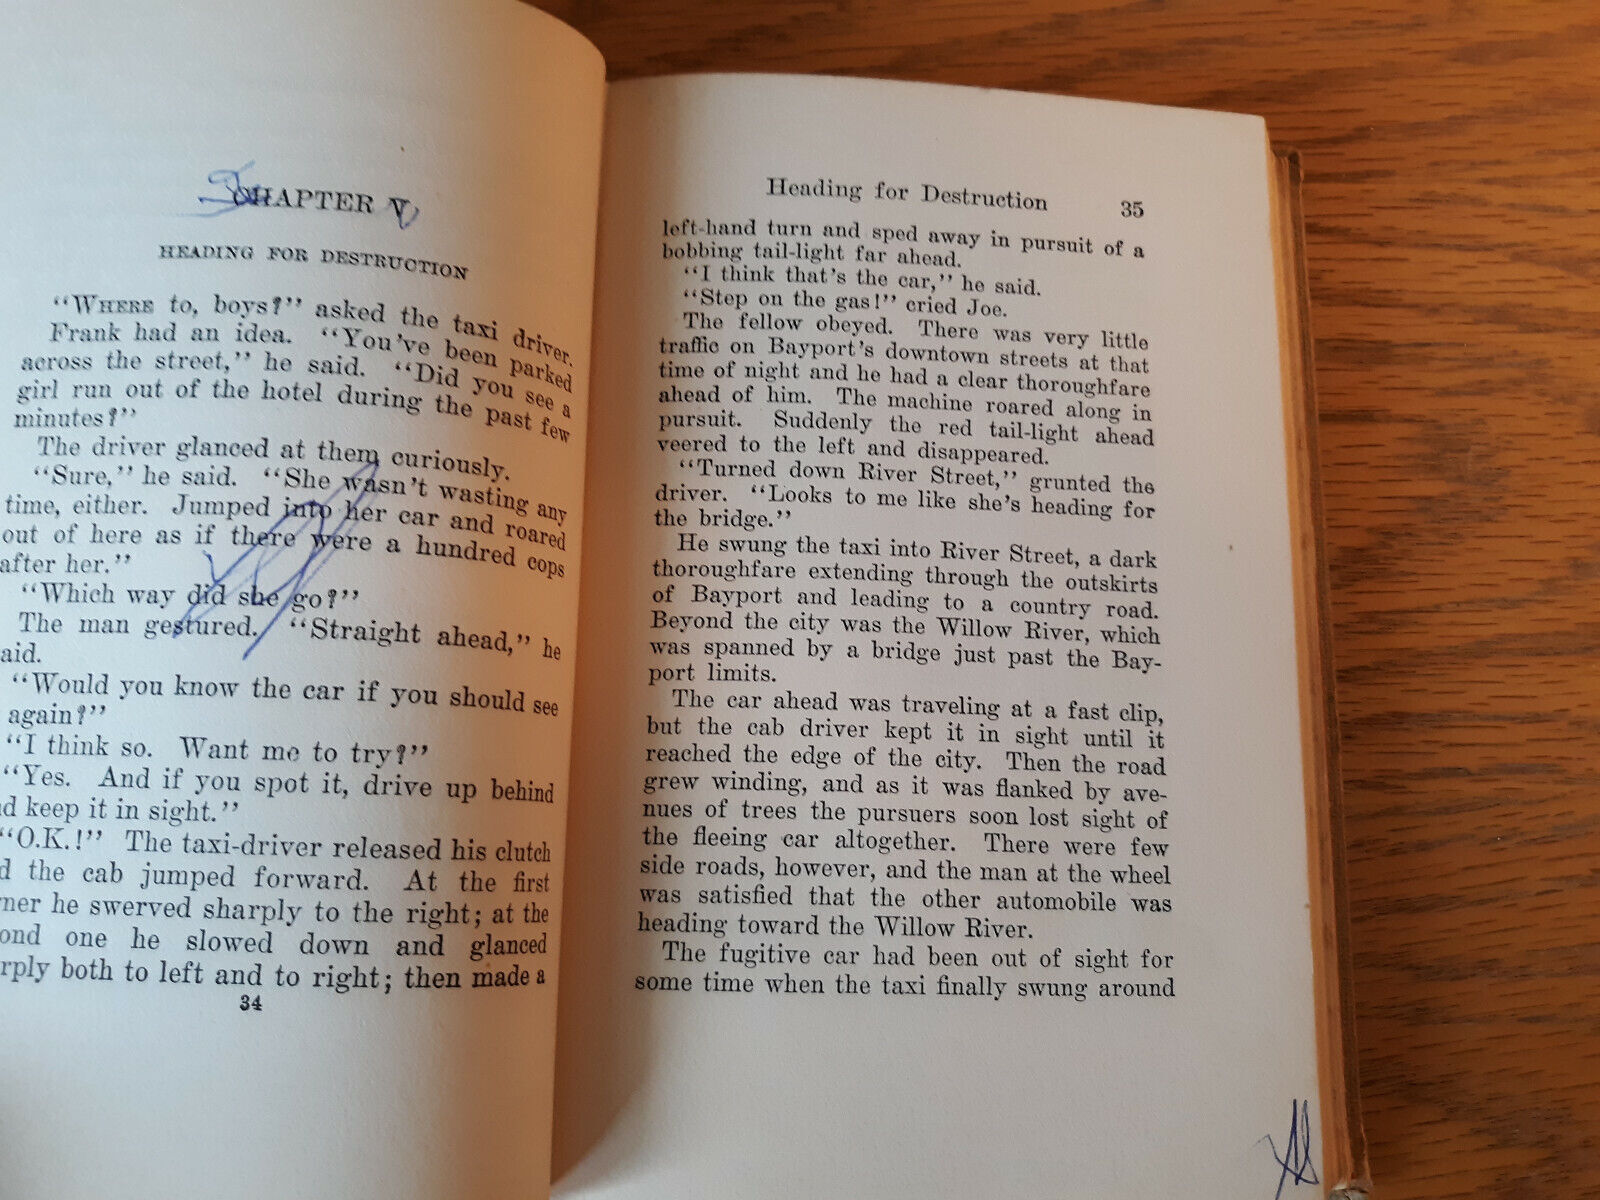 CHAPTER V
HEADING FOR DESTRUCTION
“WHERE to, boys?” asked the taxi driver.
Frank had an idea. “You’ve been parked
across the street,” he said. “Did you see a
girl run out of the hotel during the past few
minutes?”
The driver glanced at them curiously.
“Sure,” he said. “She wasn’t wasting any
time, either. Jumped into her car and roared
out of here as if there were a hundred cops
after her.”
“Which way did she go?”
The man gestured. “Straight ahead,” he
aid.
“Would you know the car if you should see
again?”
“I think so. Want me to try?”
“Yes. And if you spot it, drive up behind
d keep it in sight.”
“O.K.!” The taxi-driver released his clutch
d the cab jumped forward. At the first
rner he swerved sharply to the right; at the
ond one he slowed down and glanced
rply both to left and to right; then made a
34
Heading for Destruction 35
left-hand turn and sped away in pursuit of a
bobbing tail-light far ahead.
“I think that’s the car,” he said.
“Step on the gas!” cried Joe.
The fellow obeyed. There was very little
traffic on Bayport’s downtown streets at that
time of night and he had a clear thoroughfare
ahead of him. The machine roared along in
pursuit. Suddenly the red tail-light ahead
veered to the left and disappeared.
“Turned down River Street,” grunted the
driver. “Looks to me like she’s heading for
the bridge.”
He swung the taxi into River Street, a dark
thoroughfare extending through the outskirts
of Bayport and leading to a country road.
Beyond the city was the Willow River, which
was spanned by a bridge just past the Bay-
port limits.
The car ahead was traveling at a fast clip,
but the cab driver kept it in sight until it
reached the edge of the city. Then the road
grew winding, and as it was flanked by ave-
nues of trees the pursuers soon lost sight of
the fleeing car altogether. There were few
side roads, however, and the man at the wheel
was satisfied that the other automobile was
heading toward the Willow River.
The fugitive car had been out of sight for
some time when the taxi finally swung around